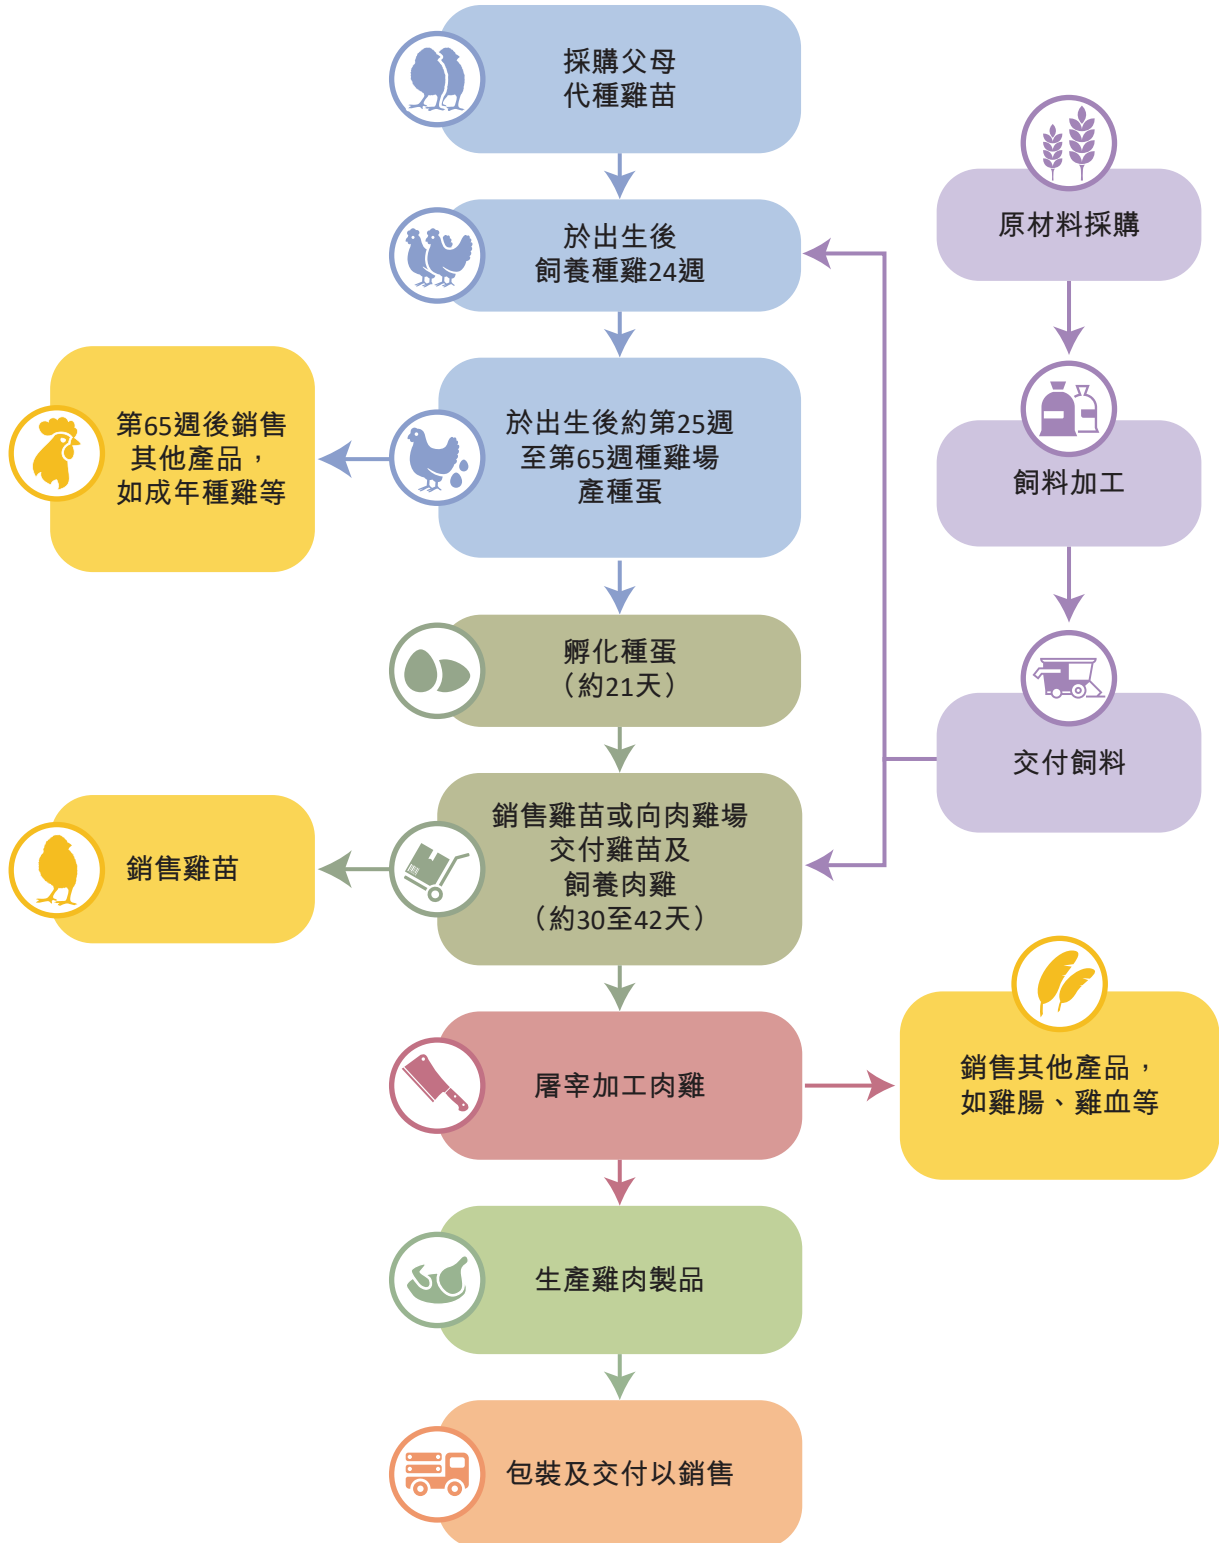 採購父母
代種雞苗
原材料採購
於出生後
飼養種雞24週
第65週後銷售
其他產品，
如成年種雞等
於出生後約第25週
至第65週種雞場
產種蛋
飼料加工
孵化種蛋
（約21天）
交付飼料
銷售雞苗
銷售雞苗或向肉雞場
交付雞苗及
飼養肉雞
（約30至42天）
屠宰加工肉雞
銷售其他產品，
如雞腸、雞血等
生產雞肉製品
包裝及交付以銷售